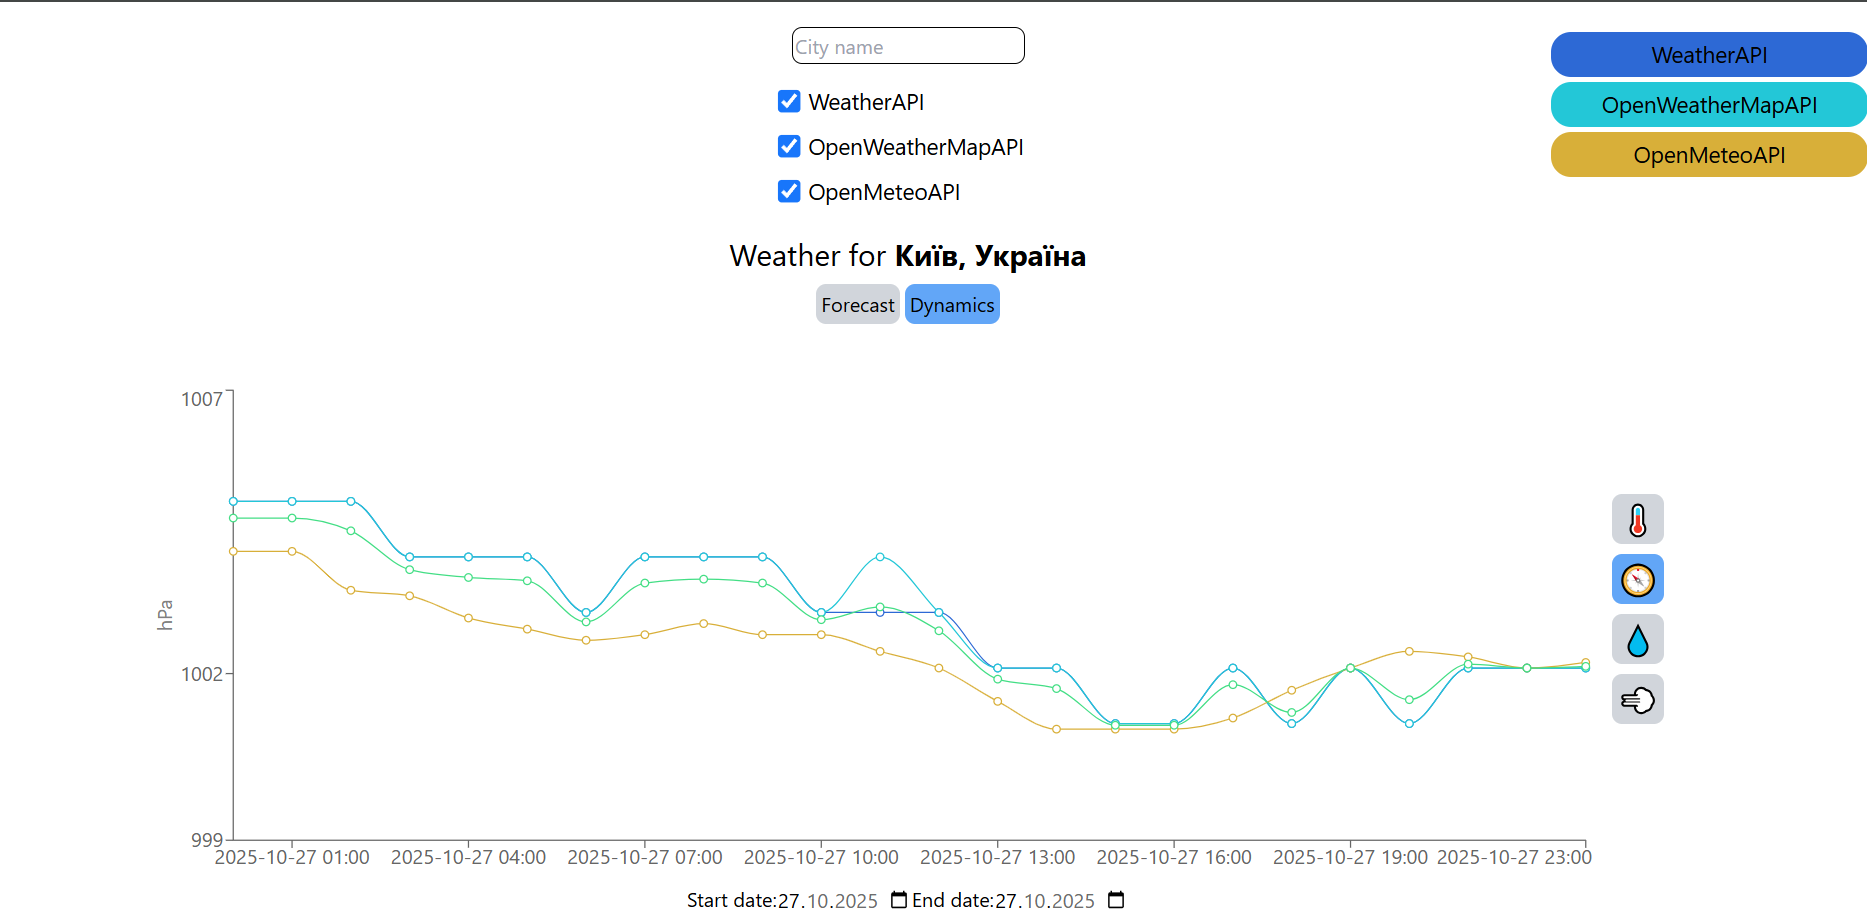 City name
WeatherAPI
OpenWeatherMapAPI
OpenMeteoAPI
WeatherAPI
OpenWeatherMapAPI
OpenMeteoAPI
Weather for Київ, Україна
Forecast Dynamics
1007
hPa
1002
999
2025-10-27 01:00 2025-10-27 04:00 2025-10-27 07:00 2025-10-27 10:00 2025-10-27 13:00 2025-10-27 16:00 2025-10-27 19:00 2025-10-27 23:00
Start date:27.10.2025 End date:27.10.2025